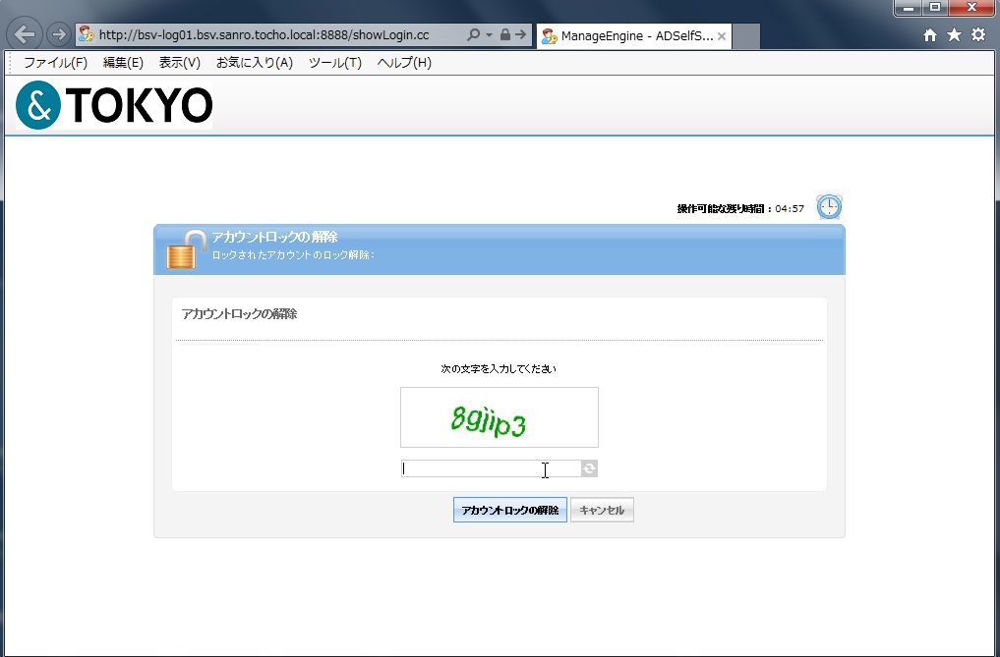 http://bsv-log01.bsv.sanro.tocho.local:8888/showLogin.cc
ManageEngine - ADSelfS...
ファイル(F) 編集(E) 表示(V) お気に入り(A) ツール(T) ヘルプ(H)
& TOKYO
操作可能な残り時間 : 04:57
アカウントロックの解除
ロックされたアカウントのロック解除:
アカウントロックの解除
次の文字を入力してください
8gjip3
アカウントロックの解除 キャンセル